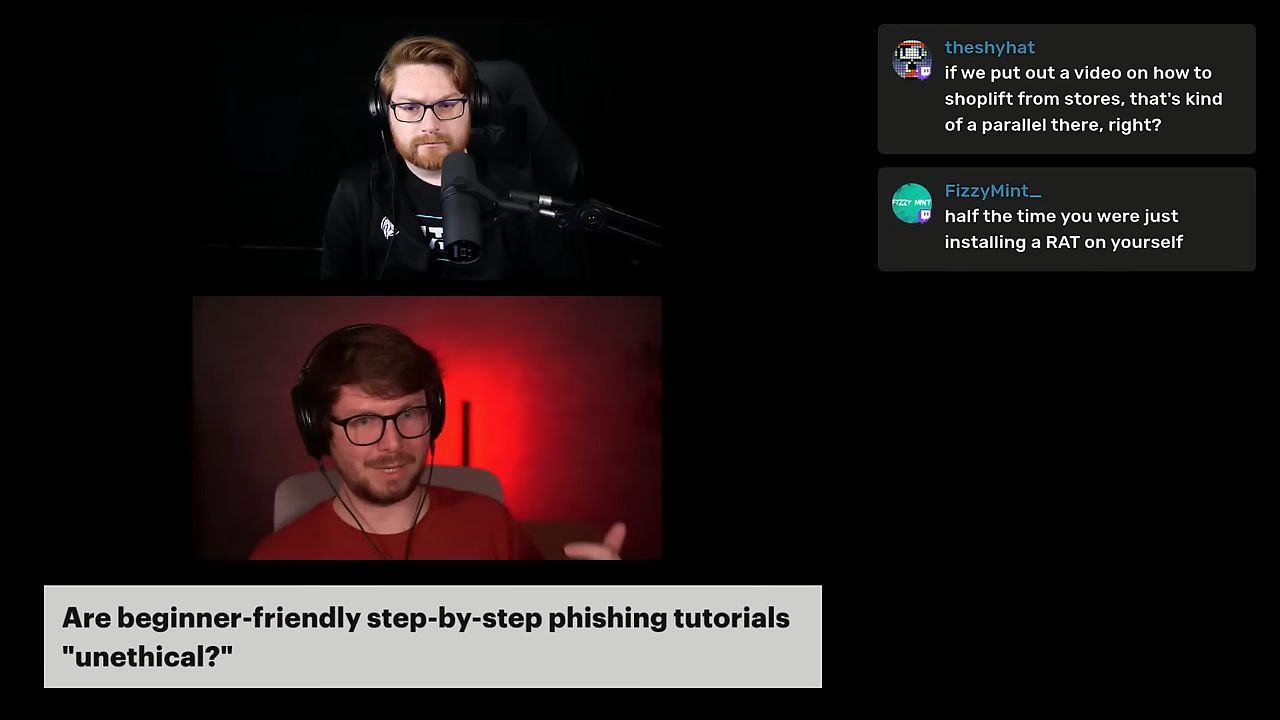 theshyhat
if we put out a video on how to
shoplift from stores, that's kind
of a parallel there, right?
FizzyMint_
half the time you were just
installing a RAT on yourself
FIZZY MINT
Are beginner-friendly step-by-step phishing tutorials
"unethical?"